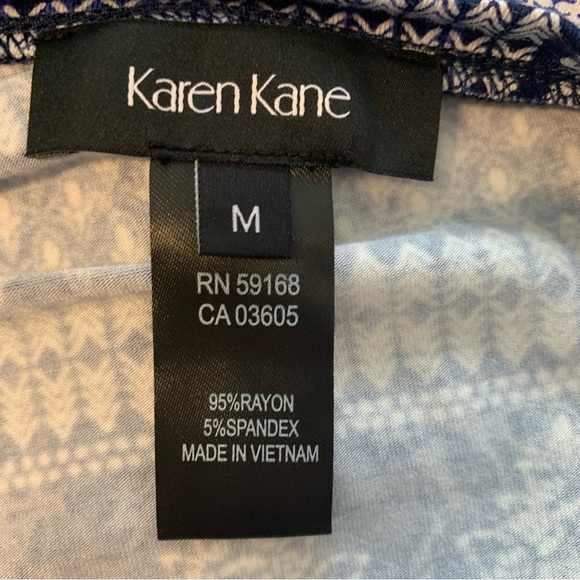 Karen Kane
M
RN 59168
CA 03605
95%RAYON
5%SPANDEX
MADE IN VIETNAM